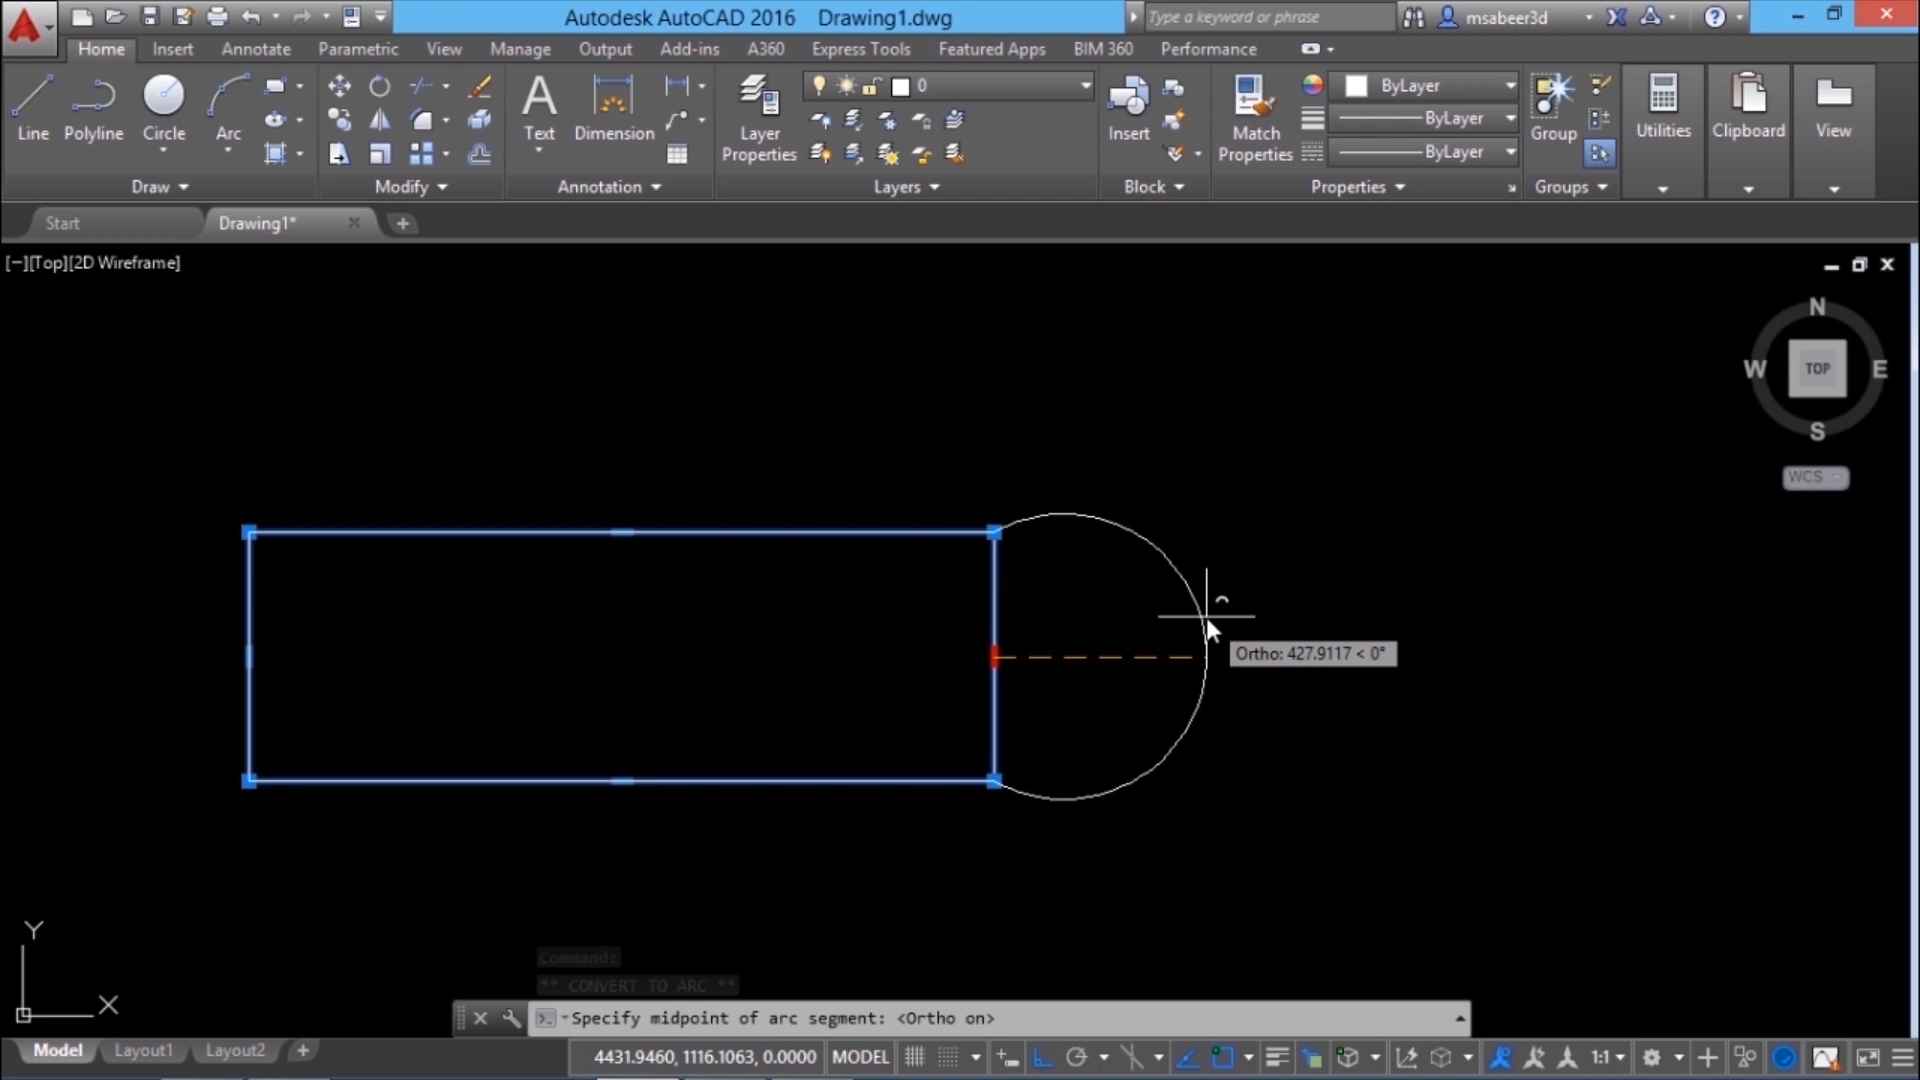 Autodesk AutoCAD 2016 Drawing1.dwg Type a keyword or phrase msabeer3d
Home Insert Annotate Parametric View Manage Output Add-ins A360 Express Tools Featured Apps BIM 360 Performance
Line Polyline Circle Arc Text Dimension Layer Properties 0 Insert Match Properties ByLayer ByLayer ByLayer Group Utilities Clipboard View
Draw Modify Annotation Layers Block Properties Groups
Start Drawing1*
[−][Top][2D Wireframe]
N
W TOP E
S
WCS
Ortho: 427.9117 < 0°
Y
X
Command:
** CONVERT TO ARC **
Specify midpoint of arc segment: <Ortho on>
Model Layout1 Layout2 4431.9460, 1116.1063, 0.0000 MODEL 1:1